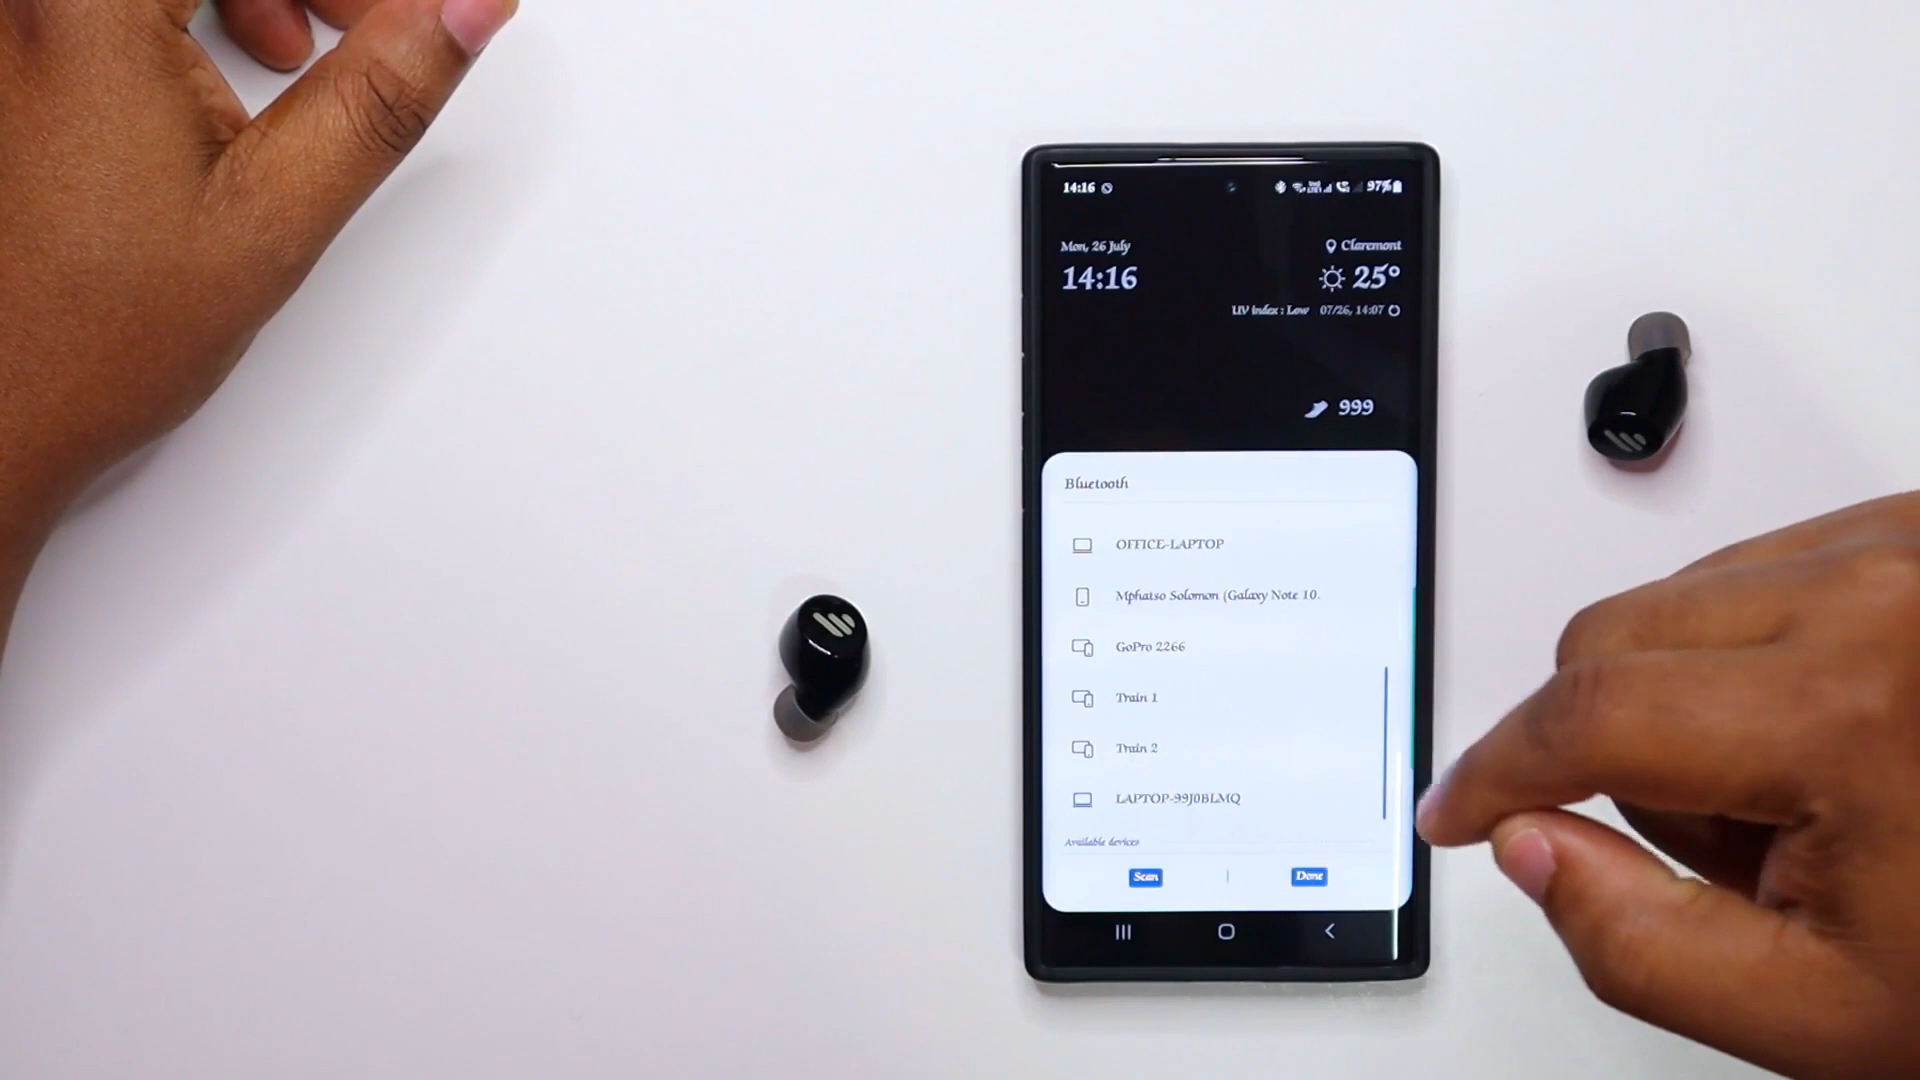 14:16
97%
Mon, 26 July
Claremont
14:16
25°
UV Index : Low 07/26, 14:07
999
Bluetooth
OFFICE-LAPTOP
Mphatso Solomon (Galaxy Note 10.
GoPro 2266
Train 1
Train 2
LAPTOP-99J0BLMQ
Available devices
Scan | Done